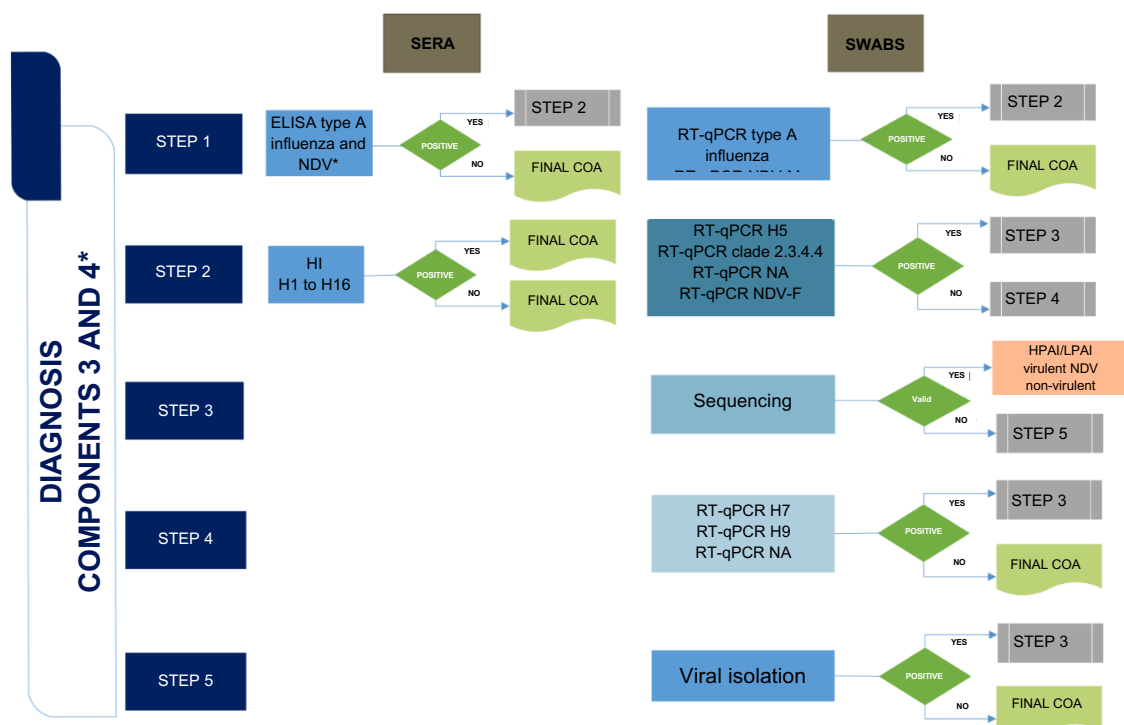 DIAGNOSIS
COMPONENTS 3 AND 4*
SERA
SWABS
STEP 1
ELISA type A
influenza and
NDV*
POSITIVE
YES
STEP 2
NO
FINAL COA
RT-qPCR type A
influenza
RT-qPCR NDV-M
POSITIVE
YES
STEP 2
NO
FINAL COA
STEP 2
HI
H1 to H16
POSITIVE
YES
FINAL COA
NO
FINAL COA
RT-qPCR H5
RT-qPCR clade 2.3.4.4
RT-qPCR NA
RT-qPCR NDV-F
POSITIVE
YES
STEP 3
NO
STEP 4
STEP 3
Sequencing
Valid
YES
HPAI/LPAI
virulent NDV
non-virulent
NO
STEP 5
STEP 4
RT-qPCR H7
RT-qPCR H9
RT-qPCR NA
POSITIVE
YES
STEP 3
NO
FINAL COA
STEP 5
Viral isolation
POSITIVE
YES
STEP 3
NO
FINAL COA